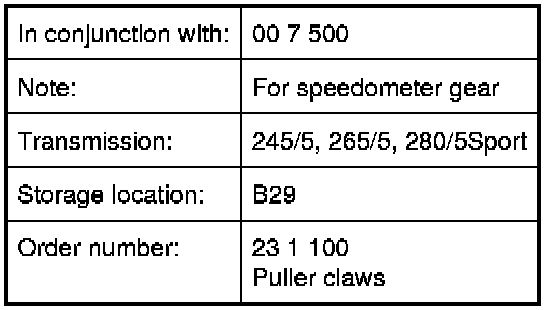 In conjunction with: 00 7 500
Note: For speedometer gear
Transmission: 245/5, 265/5, 280/5Sport
Storage location: B29
Order number: 23 1 100
Puller claws